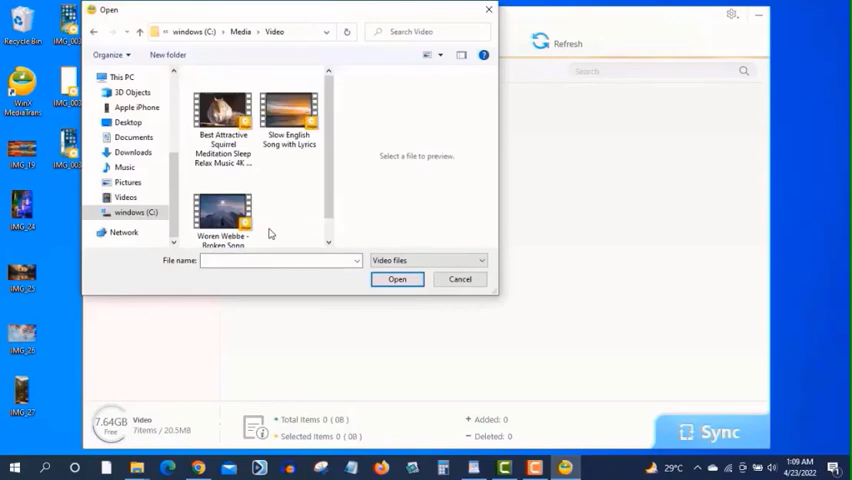 Open
windows (C:) > Media > Video
Search Video
Organize
New folder
Refresh
Search
Recycle Bin
IMG_00
WinX
MediaTrans
IMG_003
IMG_19
IMG_003
IMG_24
IMG_25
IMG_26
IMG_27
This PC
3D Objects
Apple iPhone
Desktop
Documents
Downloads
Music
Pictures
Videos
windows (C:)
Network
Best Attractive
Squirrel
Meditation Sleep
Relax Music 4K ...
Slow English
Song with Lyrics
Woren Webbe -
Broken Song
Select a file to preview.
File name:
Video files
Open
Cancel
7.64GB
Free
Video
7items / 20.5MB
Total Items 0 ( 0B )
Selected Items 0 ( 0B )
+ Added: 0
− Deleted: 0
Sync
29°C
1:09 AM
4/23/2022